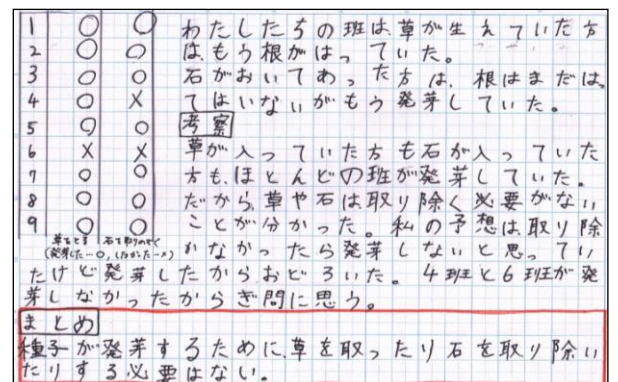 1 ○ ○ わたしたちの班は、草が生えていた方
2 ○ ○ は、もう根がはっていた。
3 ○ ○ 石がおいてあった方は、根はまだは
4 ○ × てはいないがもう発芽していた。
5 ○ ○ 考察
6 × × 草が入っていた方も石が入っていた
7 ○ ○ 方も、ほとんどの班が発芽していた。
8 ○ ○ だから、草や石は取り除く必要がない
9 ○ ○ ことが分かった。私の予想は取り除
草をとる 石を取りのぞく
(発芽した…○、しなかった…×) かなかったら発芽しないと思ってい
たけど発芽したからおどろいた。4班と6班が発
芽しなかったからぎ問に思う。
まとめ
種子が発芽するために、草を取ったり石を取り除い
たりする必要はない。